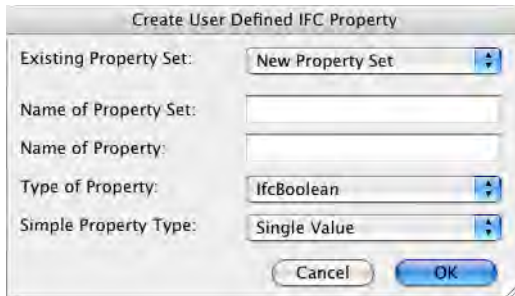 Create User Defined IFC Property
Existing Property Set: New Property Set
Name of Property Set:
Name of Property:
Type of Property: IfcBoolean
Simple Property Type: Single Value
Cancel OK